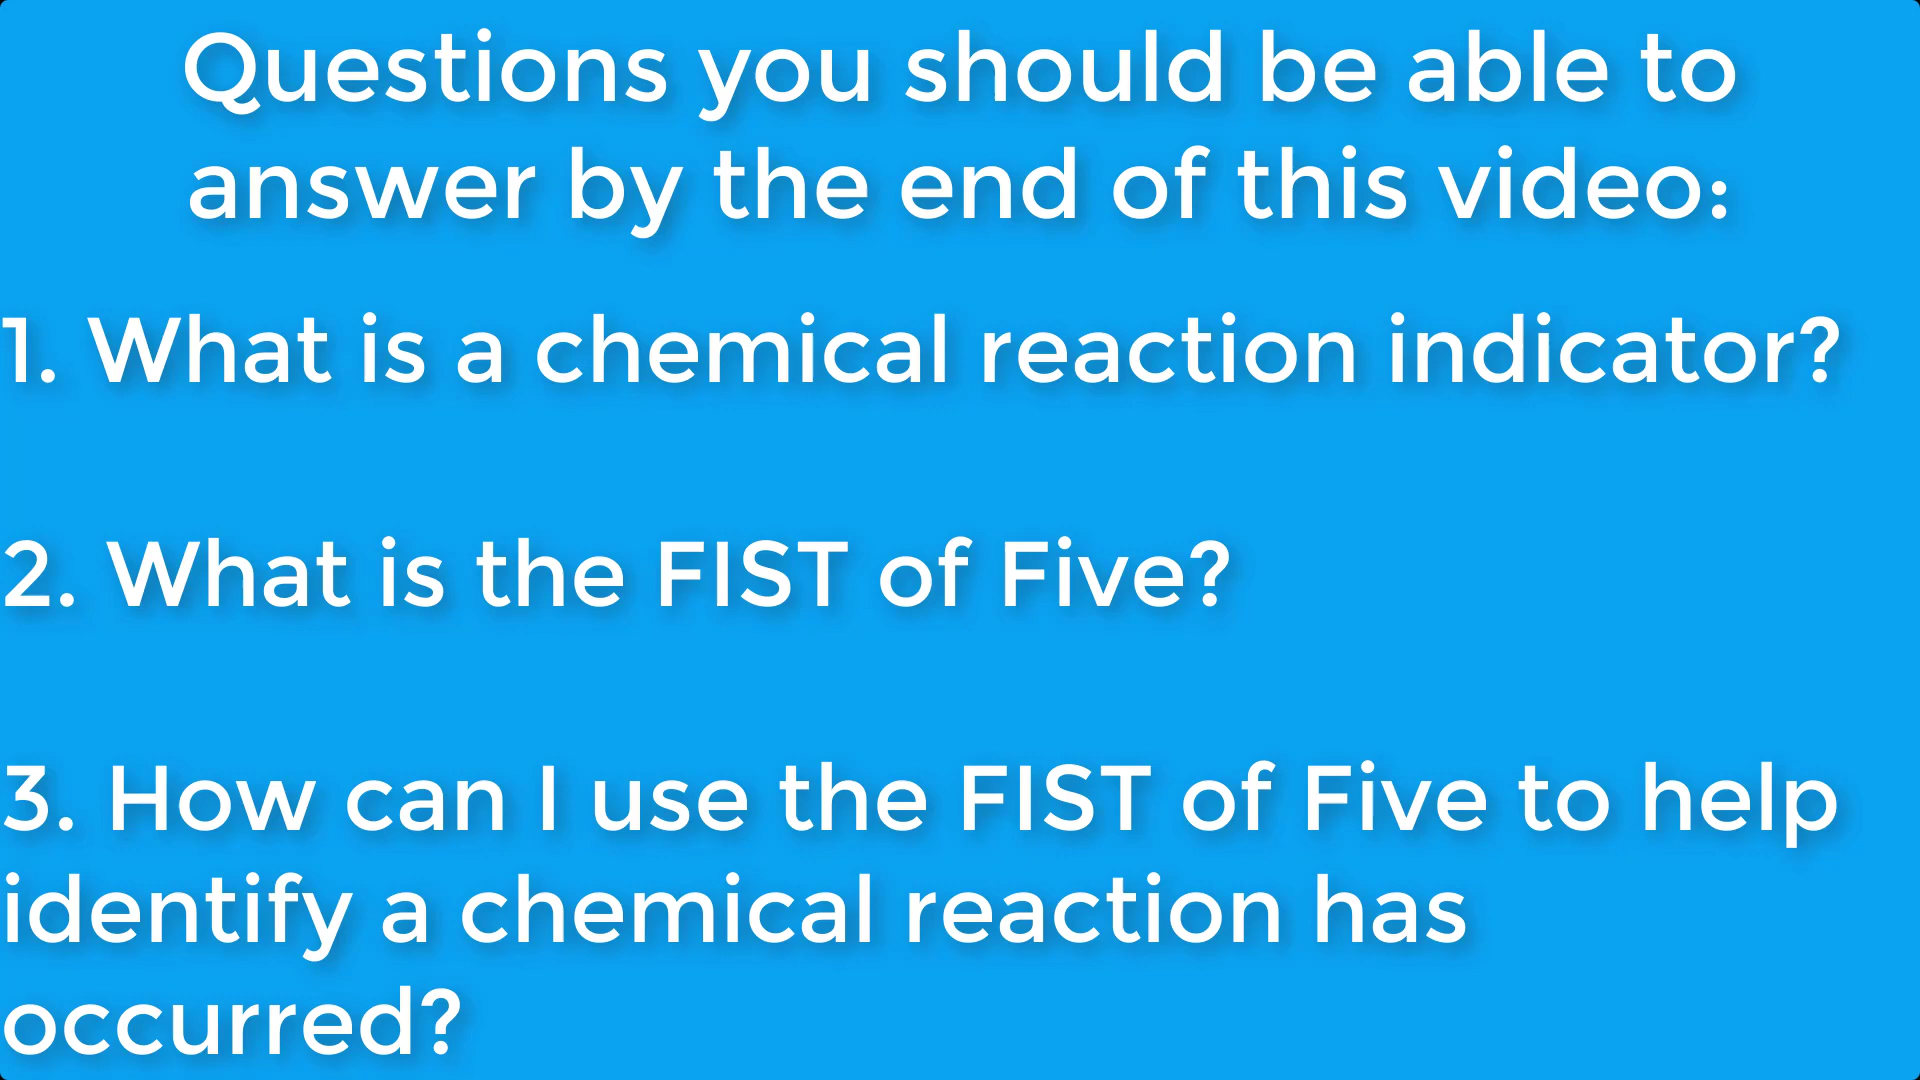 Questions you should be able to
answer by the end of this video:
1. What is a chemical reaction indicator?
2. What is the FIST of Five?
3. How can I use the FIST of Five to help
identify a chemical reaction has
occurred?